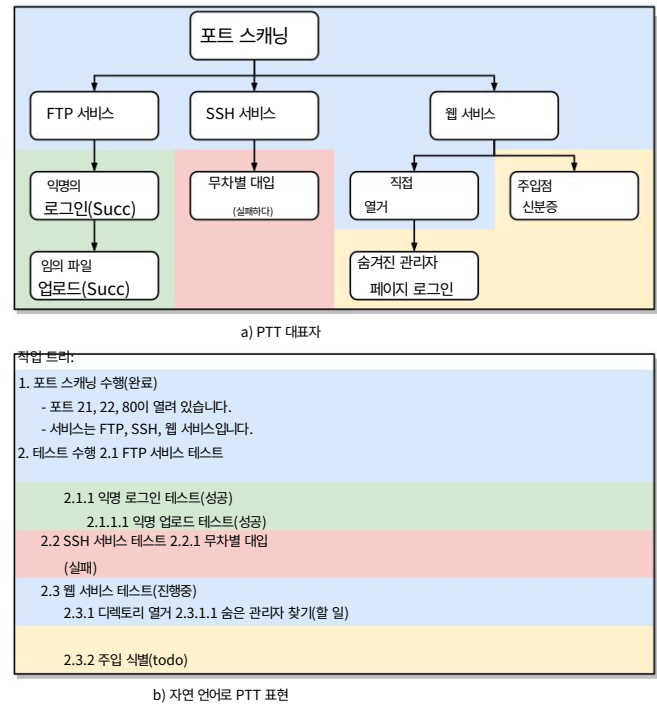 포트 스캐닝
FTP 서비스
SSH 서비스
웹 서비스
익명의
로그인(Succ)
무차별 대입
(실패하다)
직접
열거
주입점
신분증
임의 파일
업로드(Succ)
숨겨진 관리자
페이지 로그인
a) PTT 대표자
작업 트리:
1. 포트 스캐닝 수행(완료)
- 포트 21, 22, 80이 열려 있습니다.
- 서비스는 FTP, SSH, 웹 서비스입니다.
2. 테스트 수행 2.1 FTP 서비스 테스트
2.1.1 익명 로그인 테스트(성공)
2.1.1.1 익명 업로드 테스트(성공)
2.2 SSH 서비스 테스트 2.2.1 무차별 대입
(실패)
2.3 웹 서비스 테스트(진행중)
2.3.1 디렉토리 열거 2.3.1.1 숨은 관리자 찾기(할 일)
2.3.2 주입 식별(todo)
b) 자연 언어로 PTT 표현